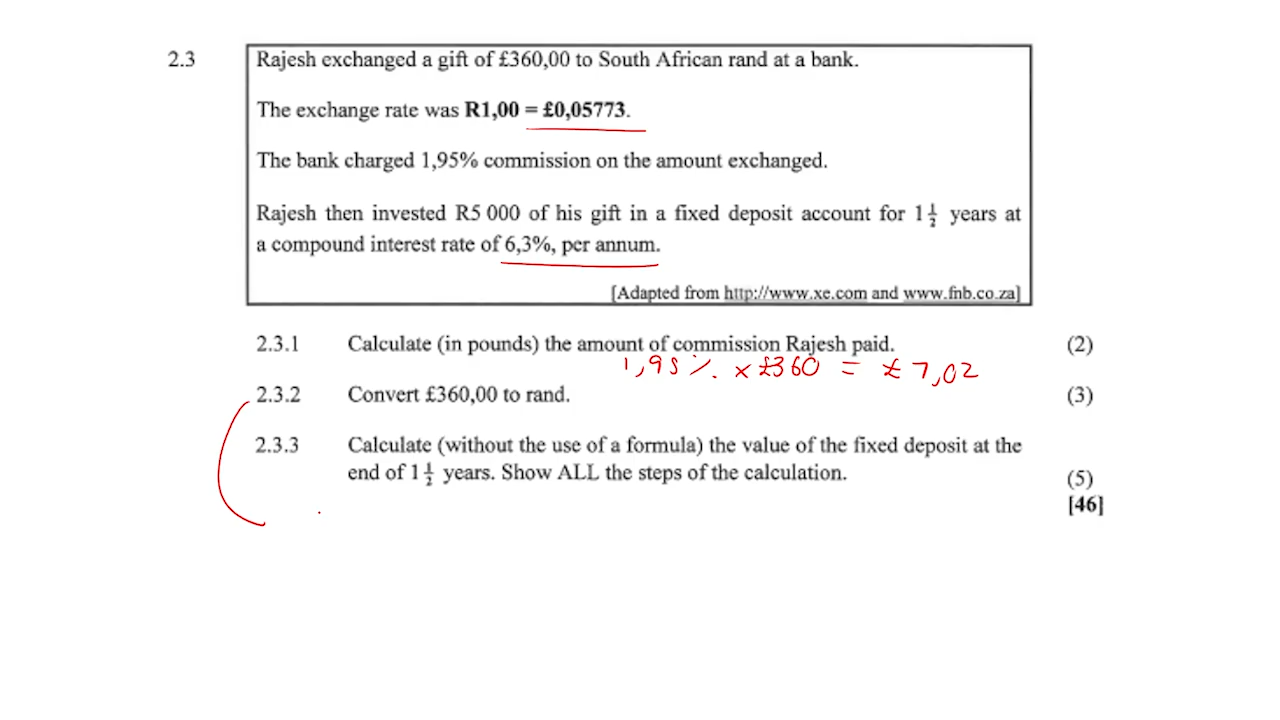 2.3
Rajesh exchanged a gift of £360,00 to South African rand at a bank.
The exchange rate was R1,00 = £0,05773.
The bank charged 1,95% commission on the amount exchanged.
Rajesh then invested R5 000 of his gift in a fixed deposit account for 1½ years at
a compound interest rate of 6,3%, per annum.
[Adapted from http://www.xe.com and www.fnb.co.za]
2.3.1 Calculate (in pounds) the amount of commission Rajesh paid. (2)
1,95% × £360 = £7,02
2.3.2 Convert £360,00 to rand. (3)
2.3.3 Calculate (without the use of a formula) the value of the fixed deposit at the
end of 1½ years. Show ALL the steps of the calculation. (5)
[46]